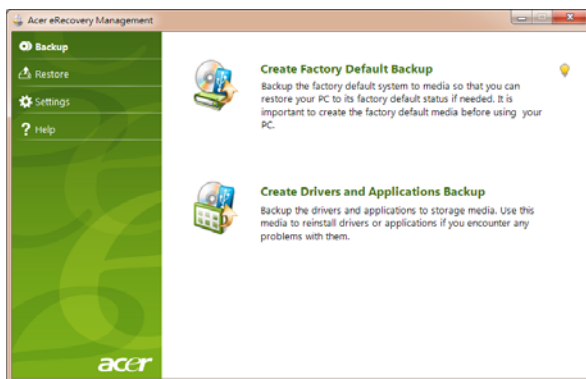 Acer eRecovery Management
Backup
Restore
Settings
Help
Create Factory Default Backup
Backup the factory default system to media so that you can
restore your PC to its factory default status if needed. It is
important to create the factory default media before using your
PC.
Create Drivers and Applications Backup
Backup the drivers and applications to storage media. Use this
media to reinstall drivers or applications if you encounter any
problems with them.
acer